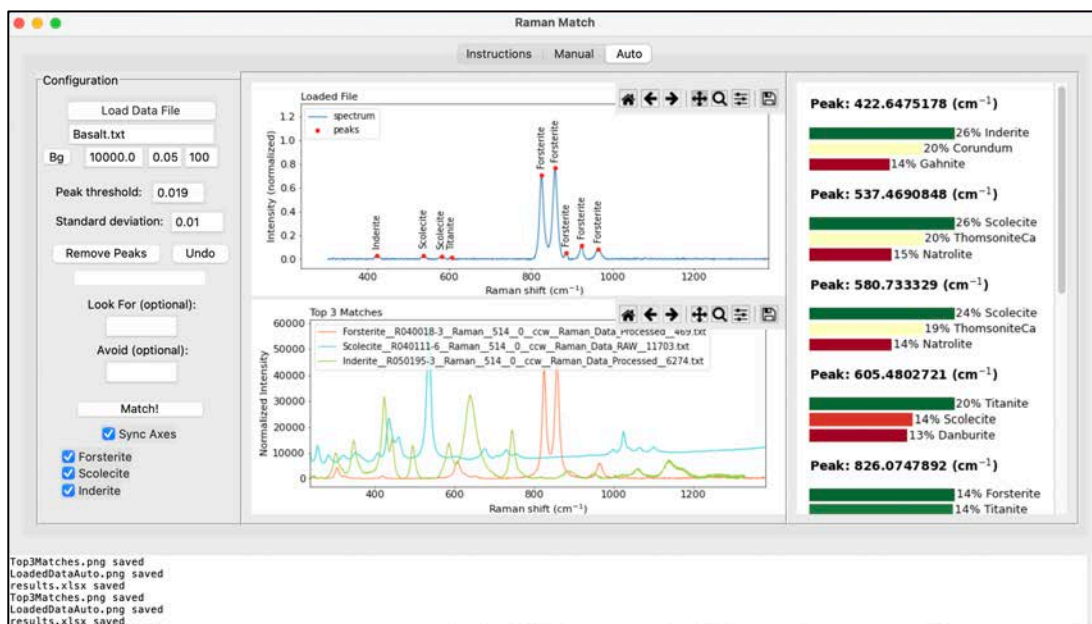 Raman Match
Instructions Manual Auto
Configuration
Load Data File
Basalt.txt
Bg 10000.0 0.05 100
Peak threshold: 0.019
Standard deviation: 0.01
Remove Peaks Undo
Look For (optional):
Avoid (optional):
Match!
Sync Axes
Forsterite
Scolecite
Inderite
Loaded File
spectrum
peaks
Intensity (normalized)
1.2
1.0
0.8
0.6
0.4
0.2
0.0
Inderite
Scolecite
Scolecite
Titanite
Forsterite
Forsterite
Forsterite
Forsterite
Forsterite
400 600 800 1000 1200
Raman shift (cm⁻¹)
Top 3 Matches
Forsterite__R040018-3__Raman__514__0__ccw__Raman_Data_Processed__469.txt
Scolecite__R040111-6__Raman__514__0__ccw__Raman_Data_RAW__11703.txt
Inderite__R050195-3__Raman__514__0__ccw__Raman_Data_Processed__6274.txt
Normalized Intensity
60000
50000
40000
30000
20000
10000
0
400 600 800 1000 1200
Raman shift (cm⁻¹)
Peak: 422.6475178 (cm⁻¹)
26% Inderite
20% Corundum
14% Gahnite
Peak: 537.4690848 (cm⁻¹)
26% Scolecite
20% ThomsoniteCa
15% Natrolite
Peak: 580.733329 (cm⁻¹)
24% Scolecite
19% ThomsoniteCa
14% Natrolite
Peak: 605.4802721 (cm⁻¹)
20% Titanite
14% Scolecite
13% Danburite
Peak: 826.0747892 (cm⁻¹)
14% Forsterite
14% Titanite
Top3Matches.png saved
LoadedDataAuto.png saved
results.xlsx saved
Top3Matches.png saved
LoadedDataAuto.png saved
results.xlsx saved